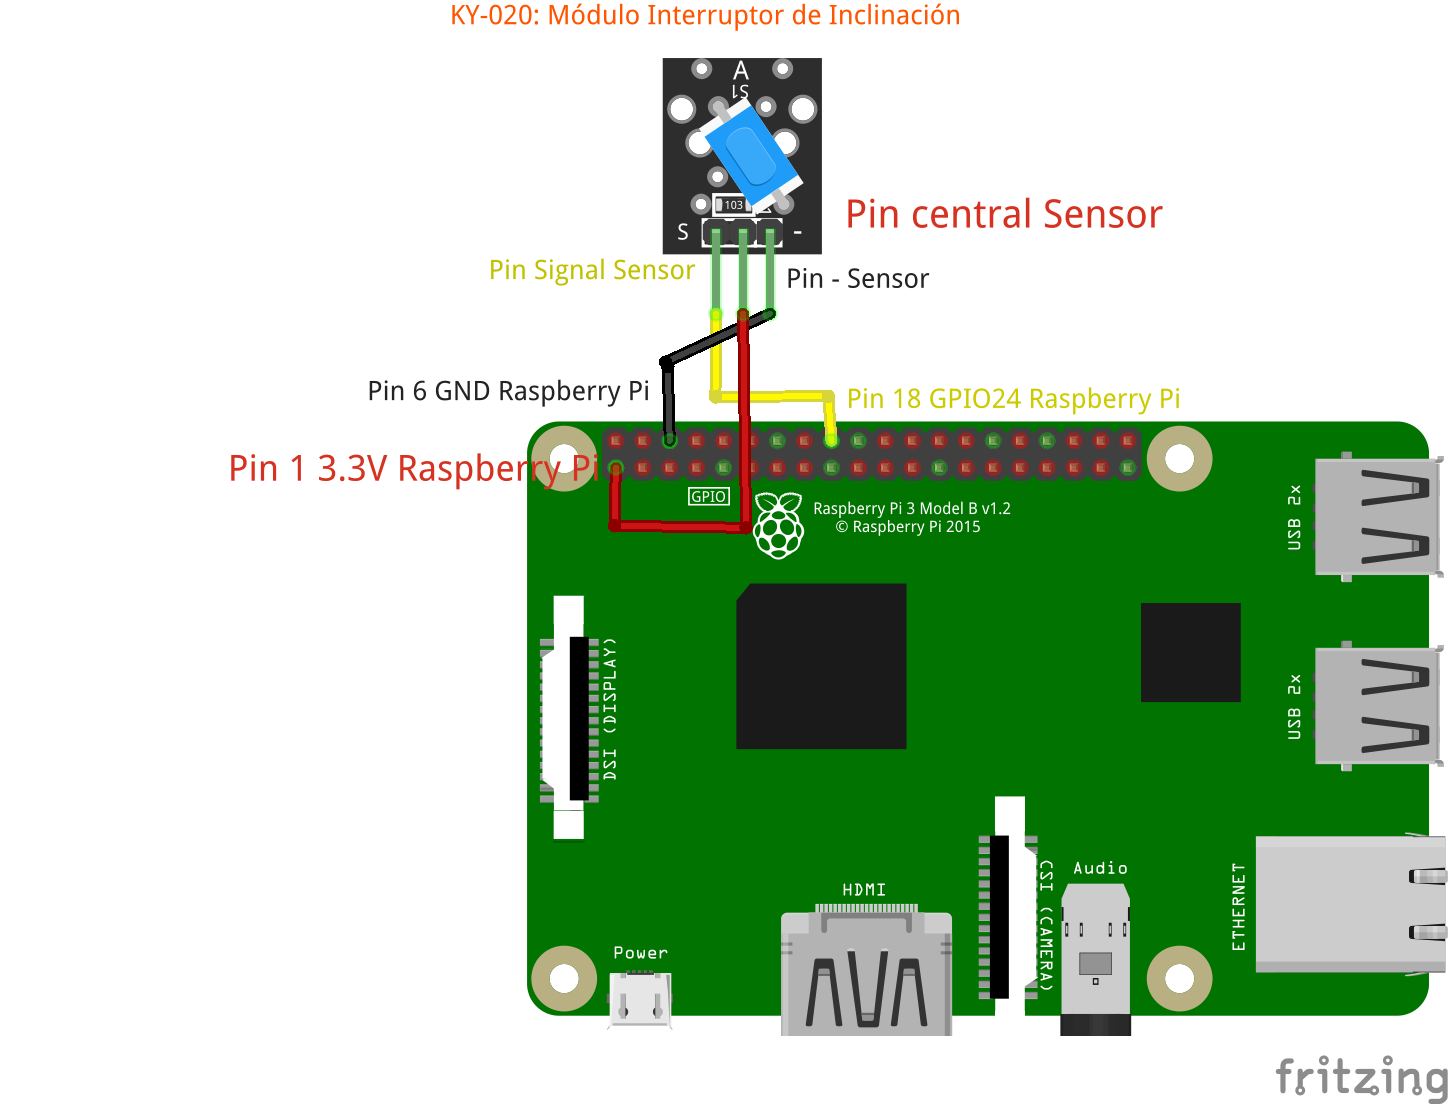 KY-020: Módulo Interruptor de Inclinación
A
S1
103
S
-
Pin central Sensor
Pin Signal Sensor
Pin - Sensor
Pin 6 GND Raspberry Pi
Pin 18 GPIO24 Raspberry Pi
Pin 1 3.3V Raspberry Pi
GPIO
Raspberry Pi 3 Model B v1.2
© Raspberry Pi 2015
USB 2x
DSI (DISPLAY)
USB 2x
HDMI
CSI (CAMERA)
Audio
ETHERNET
Power
fritzing